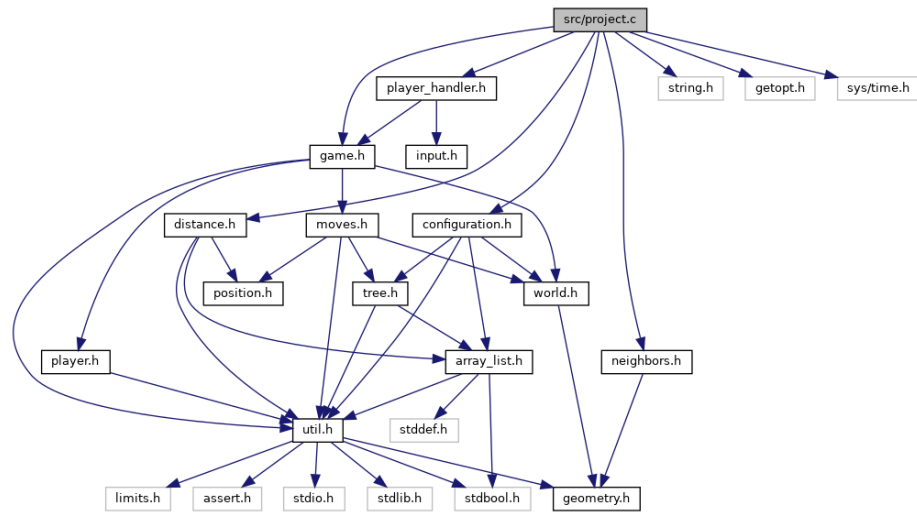 src/project.c
player_handler.h
string.h
getopt.h
sys/time.h
game.h
input.h
distance.h
moves.h
configuration.h
position.h
tree.h
world.h
player.h
array_list.h
neighbors.h
util.h
stddef.h
limits.h
assert.h
stdio.h
stdlib.h
stdbool.h
geometry.h